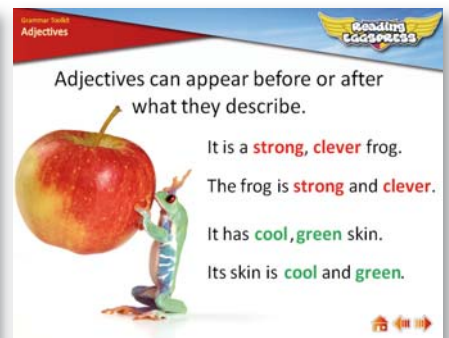 Grammar Toolkit
Adjectives
Reading
EGGSPRESS
Adjectives can appear before or after
what they describe.
It is a strong, clever frog.
The frog is strong and clever.
It has cool, green skin.
Its skin is cool and green.